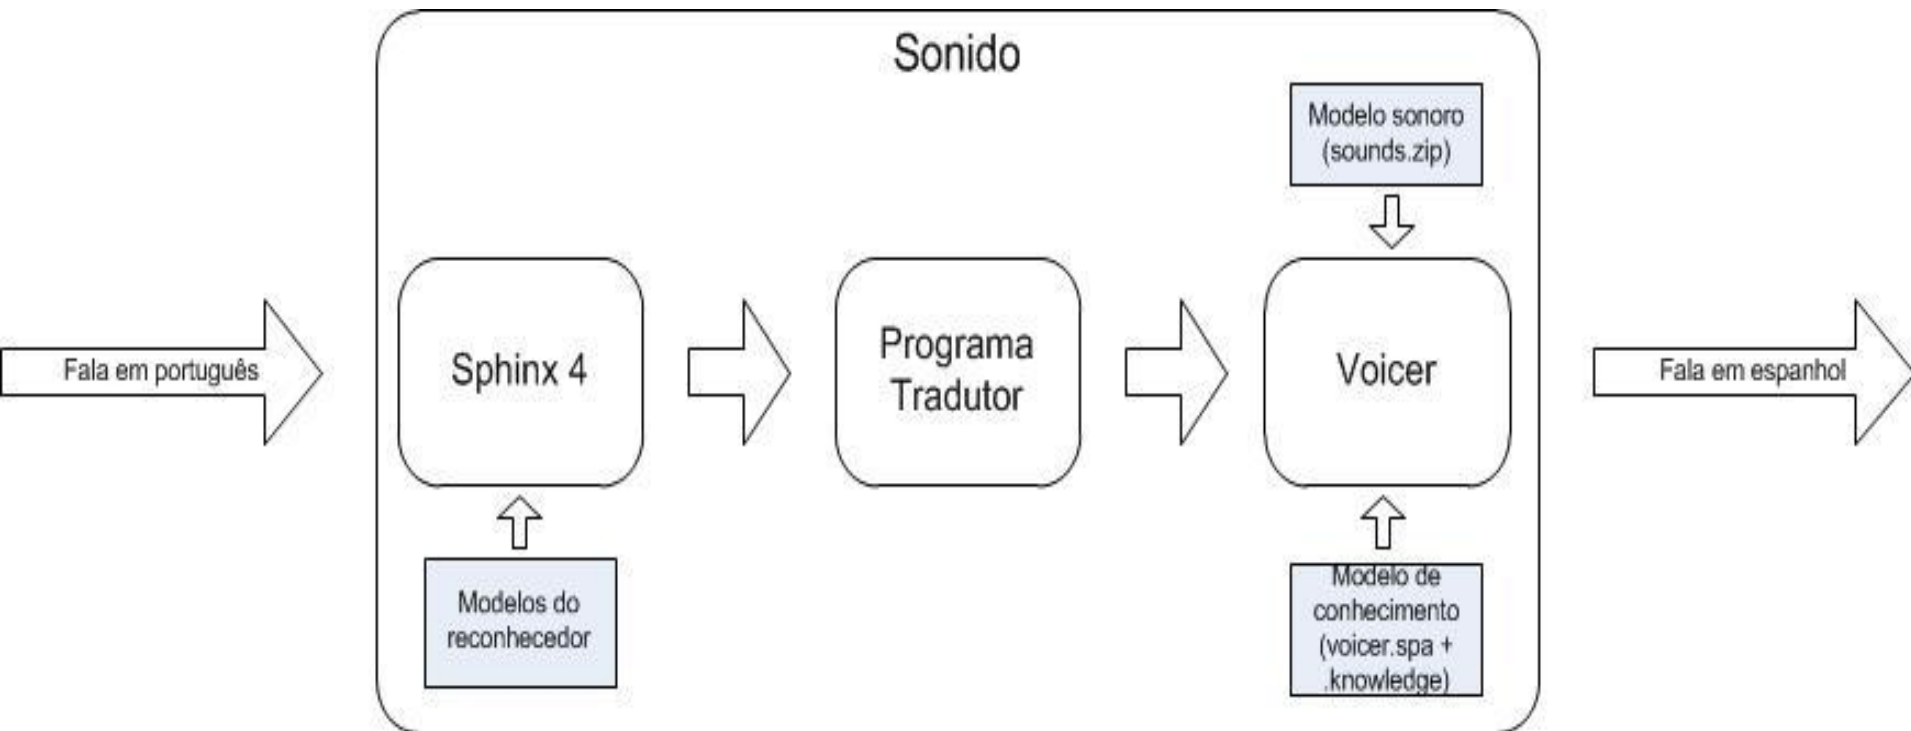 Sonido
Modelo sonoro
(sounds.zip)
Fala em português
Sphinx 4
Programa
Tradutor
Voicer
Fala em espanhol
Modelos do
reconhecedor
Modelo de
conhecimento
(voicer.spa +
.knowledge)